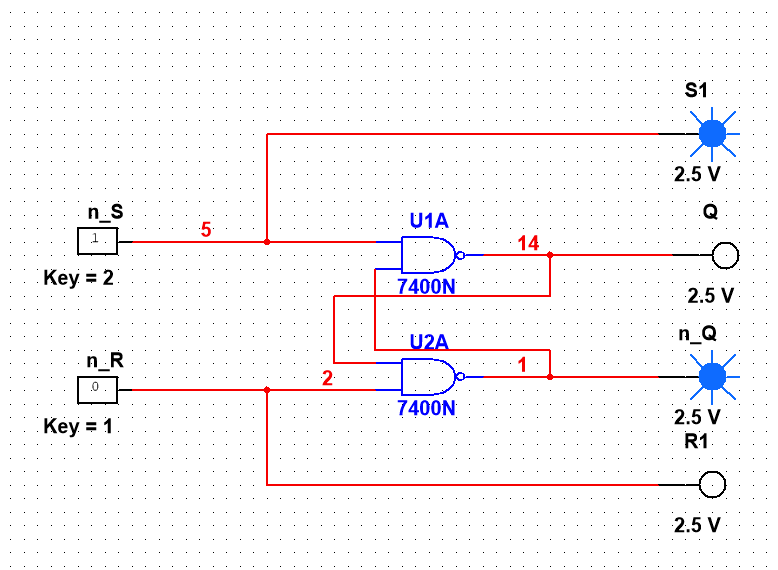 S1
2.5 V
n_S
1
Key = 2
5
U1A
7400N
14
Q
2.5 V
n_R
0
Key = 1
2
U2A
7400N
1
n_Q
2.5 V
R1
2.5 V